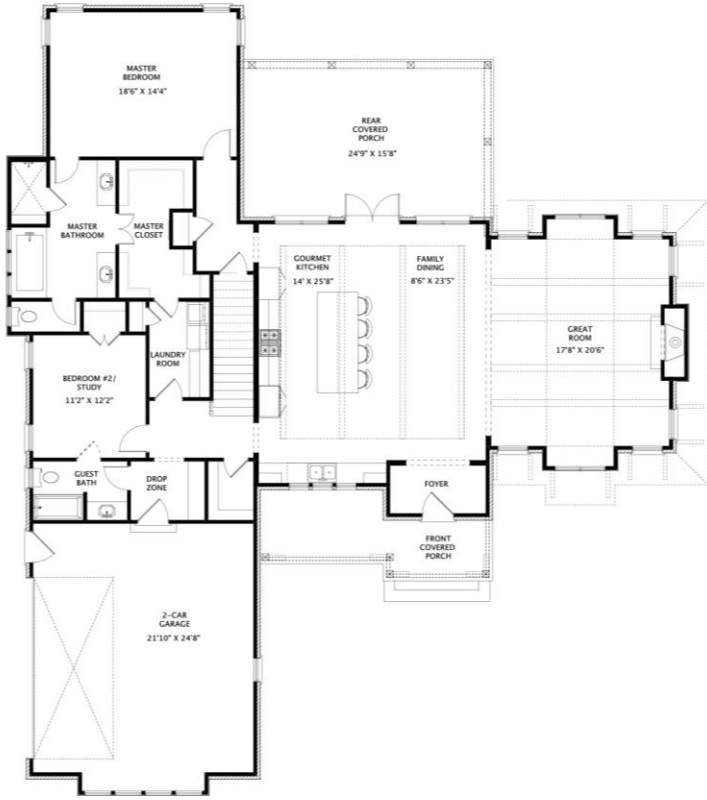 MASTER
BEDROOM
18'6" X 14'4"
REAR
COVERED
PORCH
24'9" X 15'8"
MASTER
BATHROOM
MASTER
CLOSET
GOURMET
KITCHEN
14' X 25'8"
FAMILY
DINING
8'6" X 23'5"
GREAT
ROOM
17'8" X 20'6"
LAUNDRY
ROOM
BEDROOM #2/
STUDY
11'2" X 12'2"
GUEST
BATH
DROP
ZONE
FOYER
FRONT
COVERED
PORCH
2-CAR
GARAGE
21'10" X 24'8"